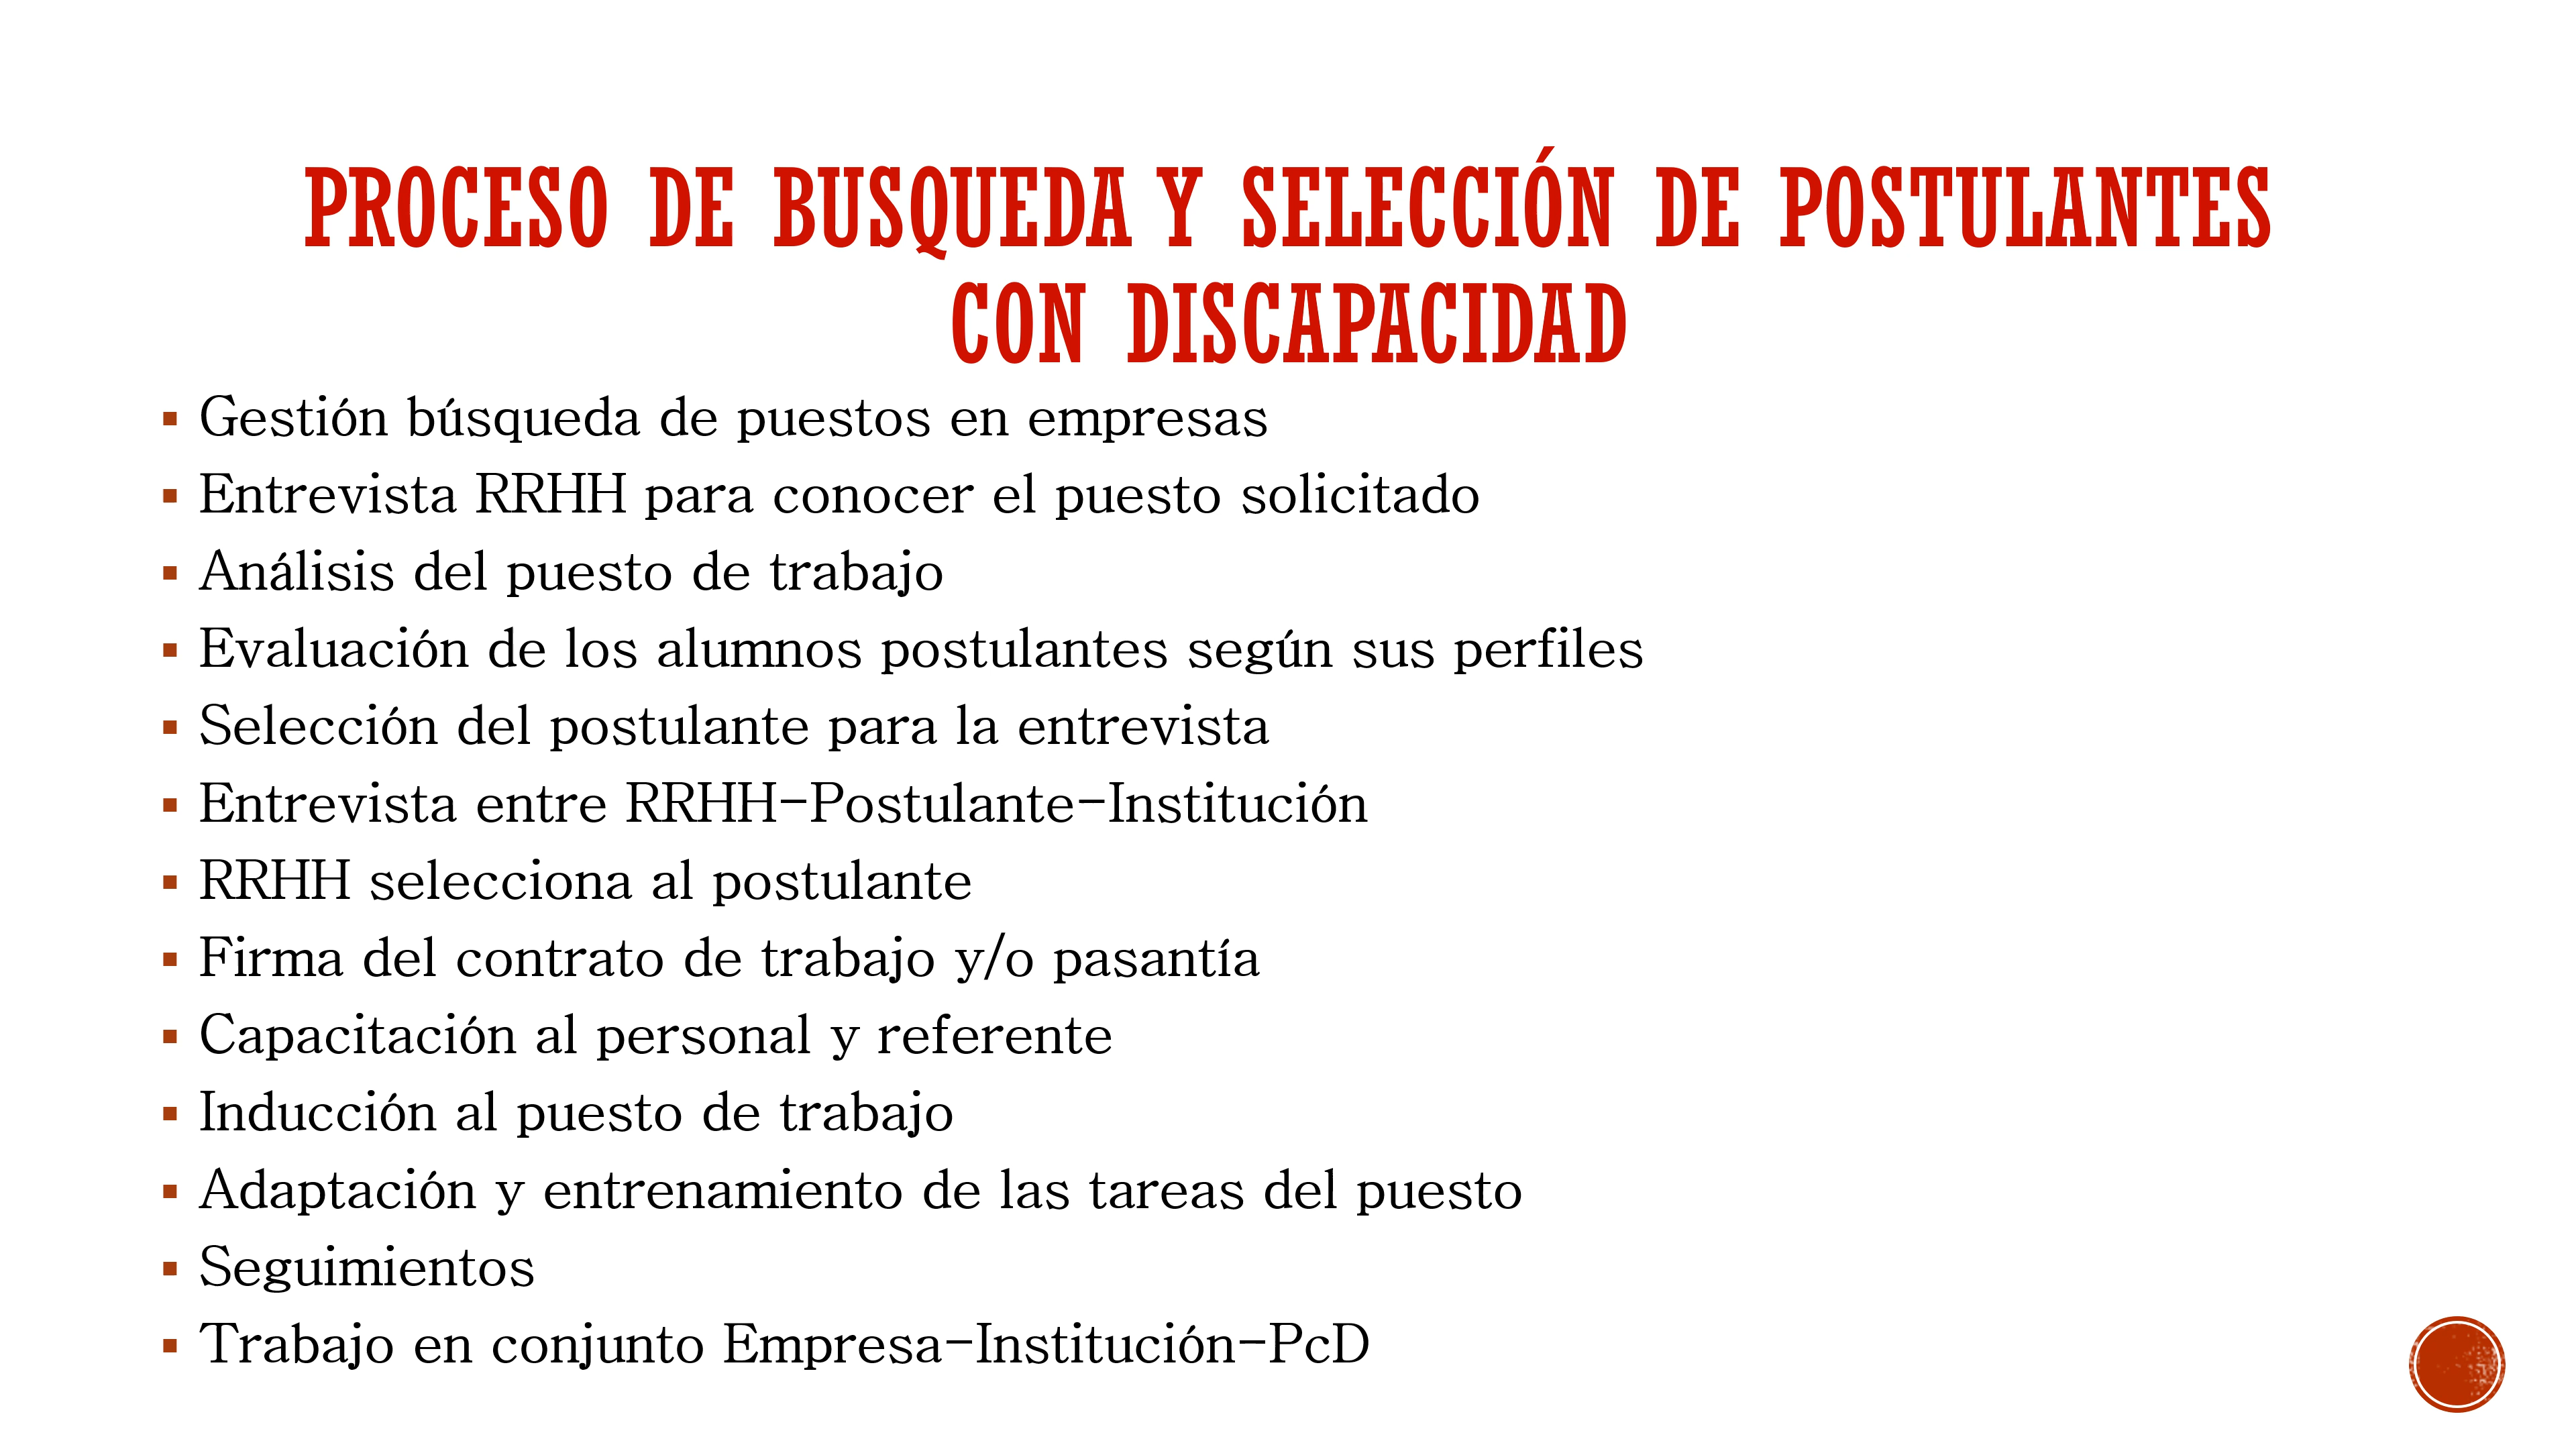 PROCESO DE BUSQUEDA Y SELECCIÓN DE POSTULANTES
CON DISCAPACIDAD
▪ Gestión búsqueda de puestos en empresas
▪ Entrevista RRHH para conocer el puesto solicitado
▪ Análisis del puesto de trabajo
▪ Evaluación de los alumnos postulantes según sus perfiles
▪ Selección del postulante para la entrevista
▪ Entrevista entre RRHH-Postulante-Institución
▪ RRHH selecciona al postulante
▪ Firma del contrato de trabajo y/o pasantía
▪ Capacitación al personal y referente
▪ Inducción al puesto de trabajo
▪ Adaptación y entrenamiento de las tareas del puesto
▪ Seguimientos
▪ Trabajo en conjunto Empresa-Institución-PcD